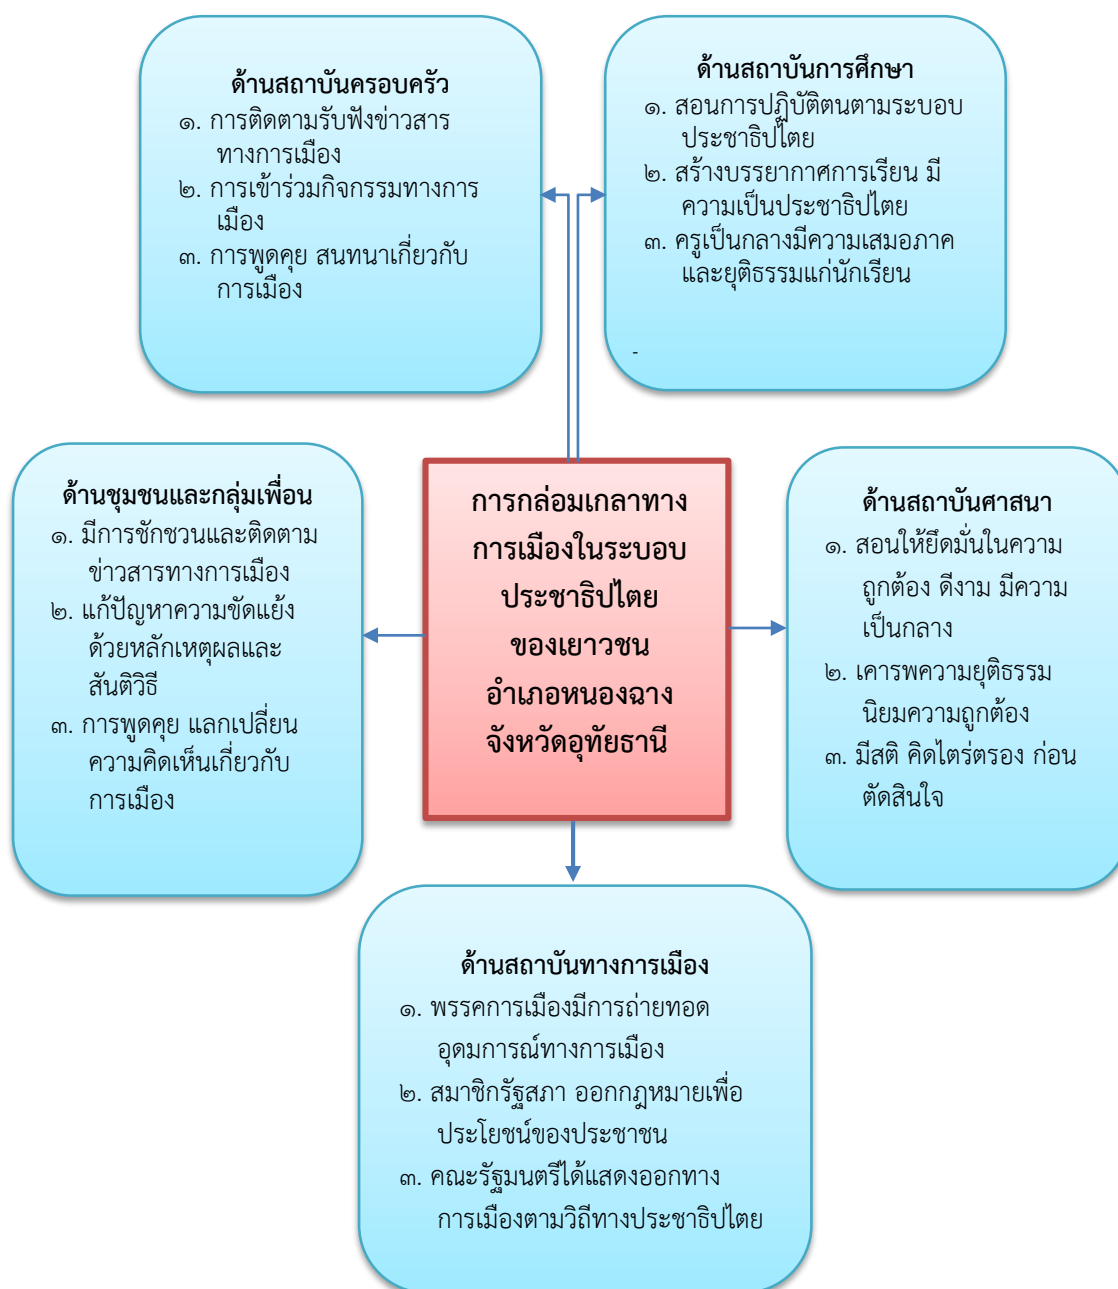 ด้านสถาบันครอบครัว
๑. การติดตามรับฟังข่าวสาร
ทางการเมือง
๒. การเข้าร่วมกิจกรรมทางการ
เมือง
๓. การพูดคุย สนทนาเกี่ยวกับ
การเมือง
ด้านสถาบันการศึกษา
๑. สอนการปฏิบัติตนตามระบอบ
ประชาธิปไตย
๒. สร้างบรรยากาศการเรียน มี
ความเป็นประชาธิปไตย
๓. ครูเป็นกลางมีความเสมอภาค
และยุติธรรมแก่นักเรียน
-
ด้านชุมชนและกลุ่มเพื่อน
๑. มีการชักชวนและติดตาม
ข่าวสารทางการเมือง
๒. แก้ปัญหาความขัดแย้ง
ด้วยหลักเหตุผลและ
สันติวิธี
๓. การพูดคุย แลกเปลี่ยน
ความคิดเห็นเกี่ยวกับ
การเมือง
การกล่อมเกลาทาง
การเมืองในระบอบ
ประชาธิปไตย
ของเยาวชน
อำเภอหนองฉาง
จังหวัดอุทัยธานี
ด้านสถาบันศาสนา
๑. สอนให้ยึดมั่นในความ
ถูกต้อง ดีงาม มีความ
เป็นกลาง
๒. เคารพความยุติธรรม
นิยมความถูกต้อง
๓. มีสติ คิดไตร่ตรอง ก่อน
ตัดสินใจ
ด้านสถาบันทางการเมือง
๑. พรรคการเมืองมีการถ่ายทอด
อุดมการณ์ทางการเมือง
๒. สมาชิกรัฐสภา ออกกฎหมายเพื่อ
ประโยชน์ของประชาชน
๓. คณะรัฐมนตรีได้แสดงออกทาง
การเมืองตามวิถีทางประชาธิปไตย